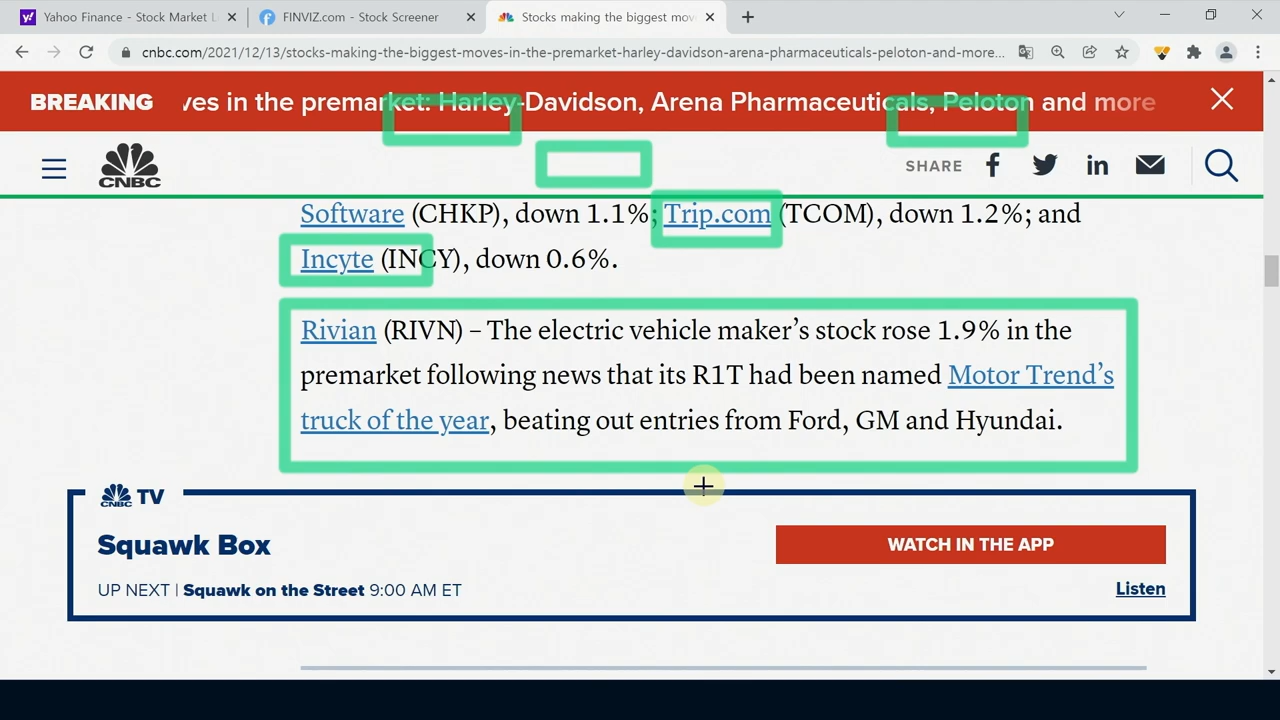 Yahoo Finance - Stock Market L
FINVIZ.com - Stock Screener
Stocks making the biggest mov
cnbc.com/2021/12/13/stocks-making-the-biggest-moves-in-the-premarket-harley-davidson-arena-pharmaceuticals-peloton-and-more...
BREAKING ves in the premarket: Harley-Davidson, Arena Pharmaceuticals, Peloton and more
CNBC
SHARE
Software (CHKP), down 1.1%; Trip.com (TCOM), down 1.2%; and
Incyte (INCY), down 0.6%.
Rivian (RIVN) – The electric vehicle maker’s stock rose 1.9% in the
premarket following news that its R1T had been named Motor Trend’s
truck of the year, beating out entries from Ford, GM and Hyundai.
CNBC TV
Squawk Box
WATCH IN THE APP
UP NEXT | Squawk on the Street 9:00 AM ET
Listen